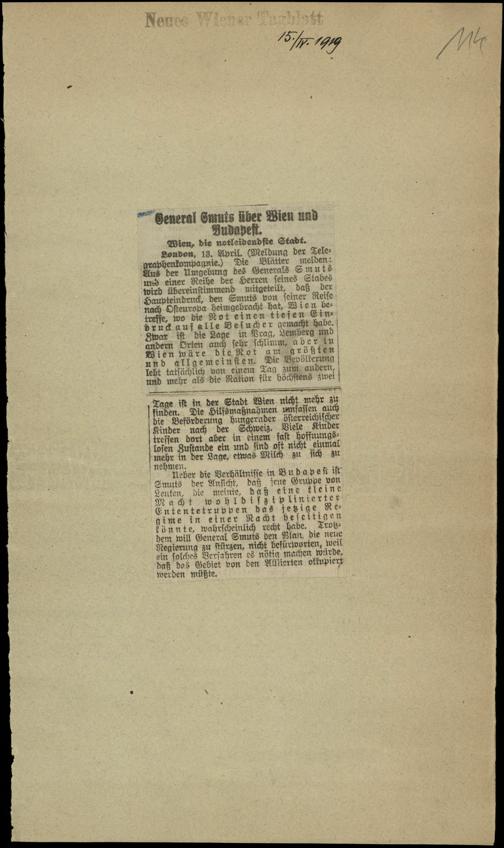 Neues Wiener Tagblatt
15./IV. 1919
114
General Smuts über Wien und
Budapest.
Wien, die notleidendste Stadt.
London, 13. April. (Meldung der Tele-
graphenkompagnie.) Die Blätter melden:
Aus der Umgebung des Generals Smuts
und einer Reihe der Herren seines Stabes
wird übereinstimmend mitgeteilt, daß der
Haupteindruck, den Smuts von seiner Reise
nach Osteuropa heimgebracht hat, Wien be-
treffe, wo die Not einen tiefen Ein-
druck auf alle Besucher gemacht habe.
Zwar ist die Lage in Prag, Lemberg und
andern Orten auch sehr schlimm, aber in
Wien wäre die Not am größten
und allgemeinsten. Die Bevölkerung
lebt tatsächlich von einem Tag zum andern,
und mehr als die Ration für höchstens zwei
Tage ist in der Stadt Wien nicht mehr zu
finden. Die Hilfsmaßnahmen umfassen auch
die Beförderung hungernder österreichischer
Kinder nach der Schweiz. Viele Kinder
treffen dort aber in einem fast hoffnungs-
losen Zustande ein und sind oft nicht einmal
mehr in der Lage, etwas Milch zu sich zu
nehmen.
Ueber die Verhältnisse in Budapest ist
Smuts der Ansicht, daß jene Gruppe von
Leuten, die meinte, daß eine kleine
Macht wohldisziplinierter
Ententetruppen das jetzige Re-
gime in einer Nacht beseitigen
könnte, wahrscheinlich recht habe. Trotz-
dem will General Smuts den Plan, die neue
Regierung zu stürzen, nicht befürworten, weil
ein solches Verfahren es nötig machen würde,
daß das Gebiet von den Alliierten okkupiert
werden müßte.